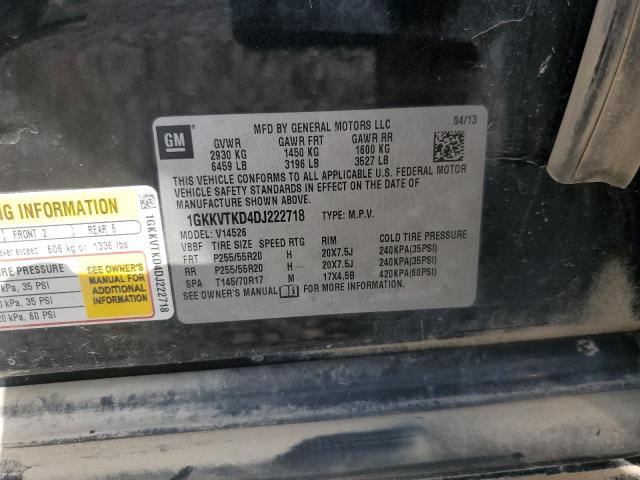 GM
MFD BY GENERAL MOTORS LLC
04/13
GVWR GAWR FRT GAWR RR
2930 KG 1450 KG 1600 KG
6459 LB 3196 LB 3527 LB
THIS VEHICLE CONFORMS TO ALL APPLICABLE U.S. FEDERAL MOTOR
VEHICLE SAFETY STANDARDS IN EFFECT ON THE DATE OF
MANUFACTURE SHOWN ABOVE.
1GKKVTKD4DJ222718 TYPE: M.P.V.
MODEL: V14526
VBBF TIRE SIZE SPEED RTG RIM COLD TIRE PRESSURE
FRT P255/55R20 H 20X7.5J 240KPA(35PSI)
RR P255/55R20 H 20X7.5J 240KPA(35PSI)
SPA T145/70R17 M 17X4.5B 420KPA(60PSI)
SEE OWNER'S MANUAL FOR MORE INFORMATION.
NG INFORMATION
FRONT 2 REAR 5
ever exceed 606 kg or 1336 lbs
RE PRESSURE
kPa, 35 PSI
0 kPa, 35 PSI
20 kPa, 60 PSI
SEE OWNER'S
MANUAL FOR
ADDITIONAL
INFORMATION
1GKKVTKD4DJ222718